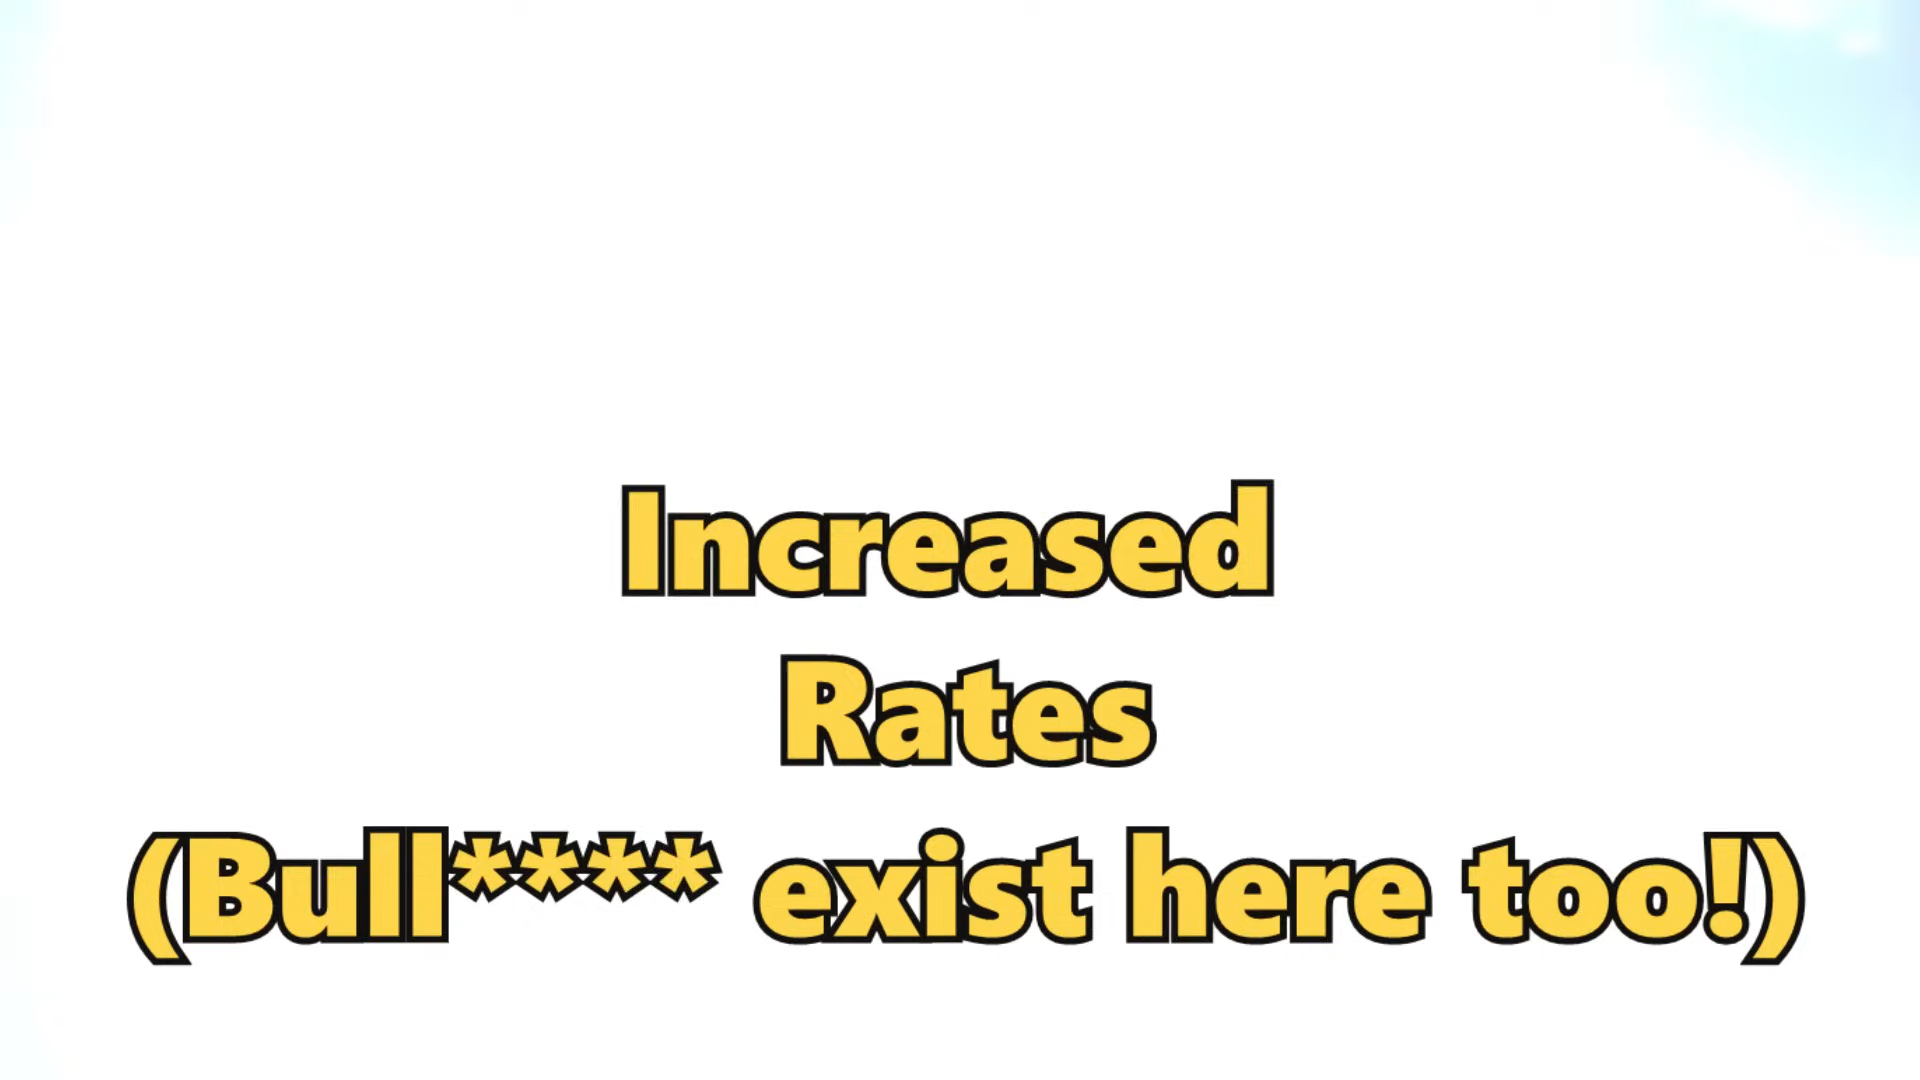 Increased
Rates
(Bull**** exist here too!)